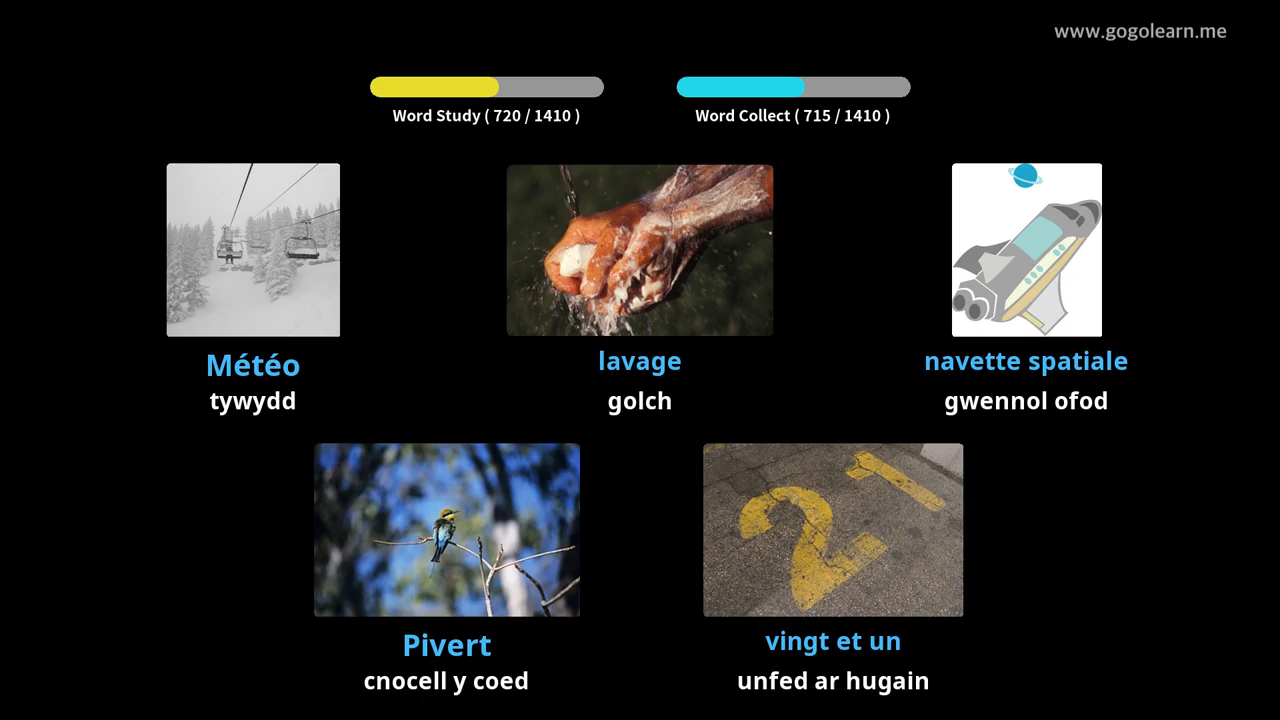 www.gogolearn.me
Word Study ( 720 / 1410 )
Word Collect ( 715 / 1410 )
Météo
tywydd
lavage
golch
navette spatiale
gwennol ofod
21
Pivert
cnocell y coed
vingt et un
unfed ar hugain